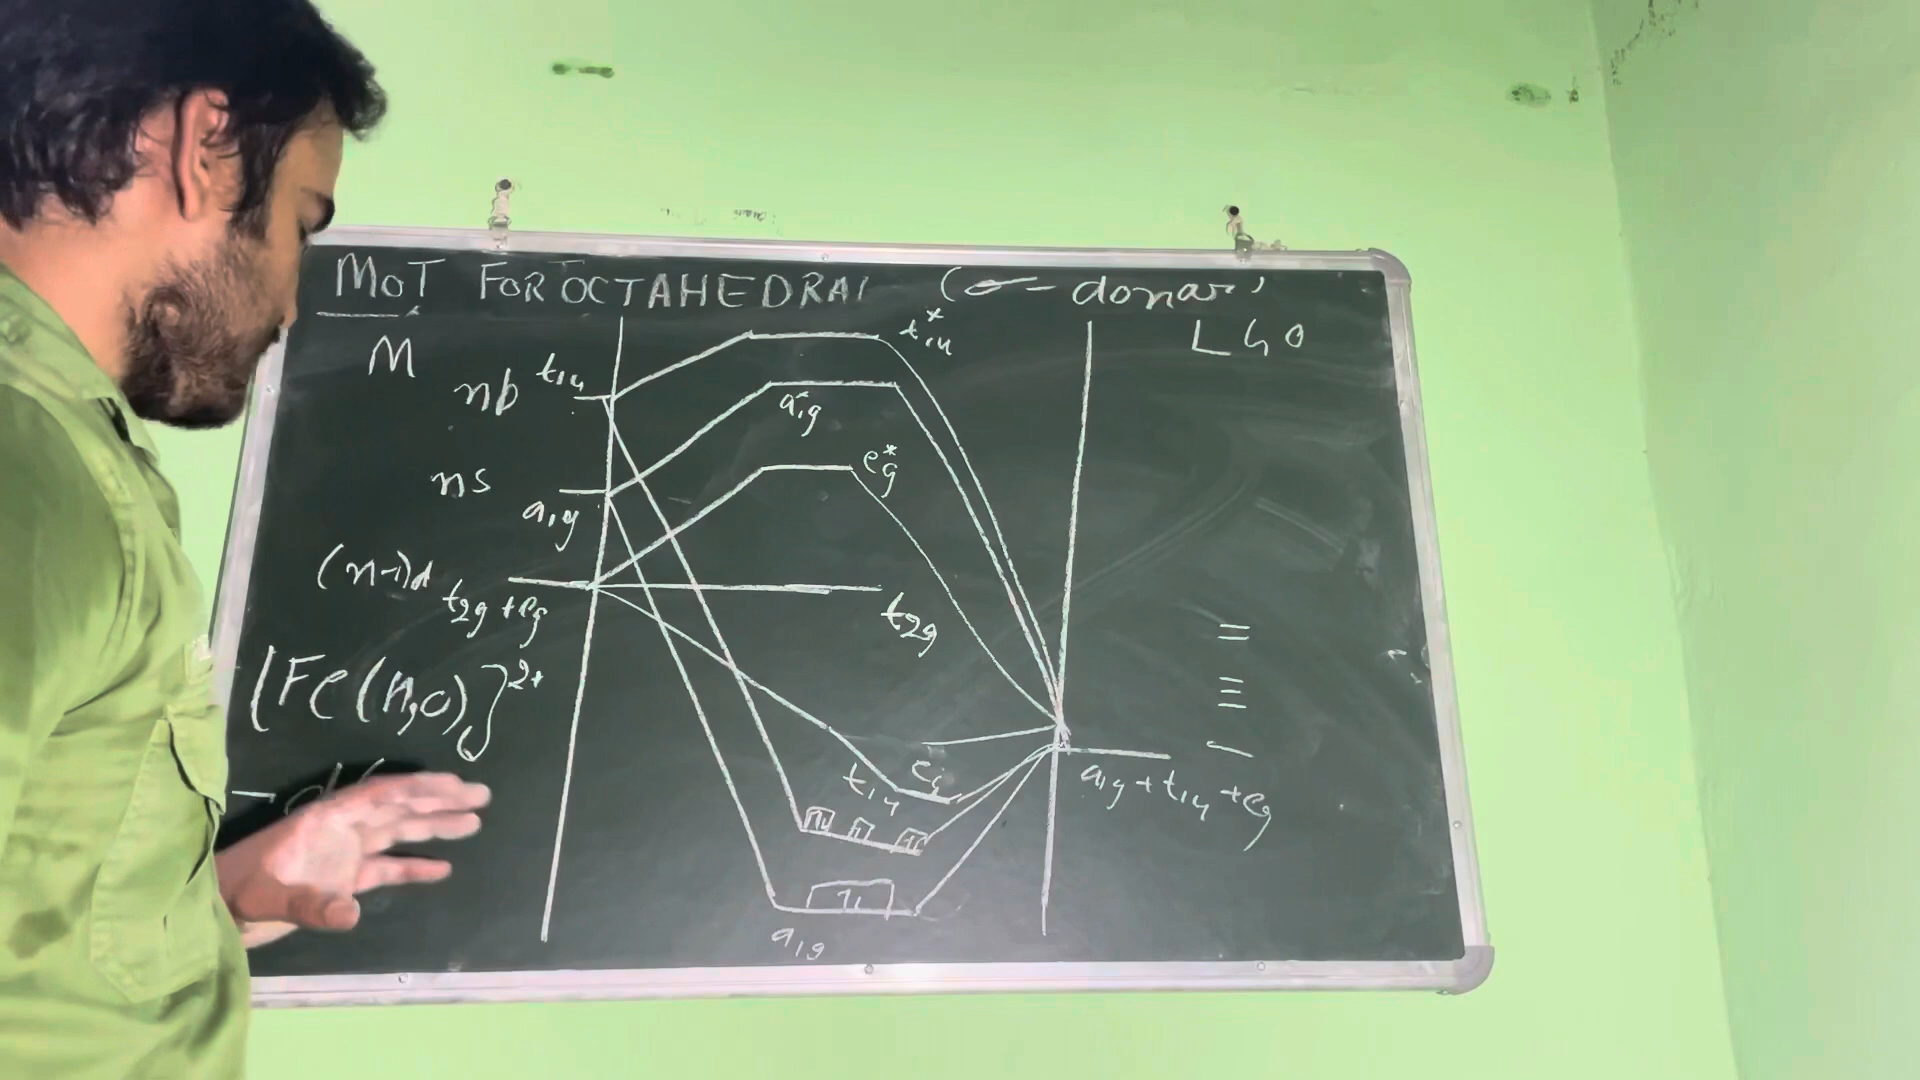 MOT FOR OCTAHEDRAL (σ-donar)
M
LGO
t*1u
np t1u
a*1g
ns
e*g
a1g
(n-1)d
t2g + eg
t2g
[Fe(H2O)6]2+
t1u eg
a1g + t1u + eg
a1g